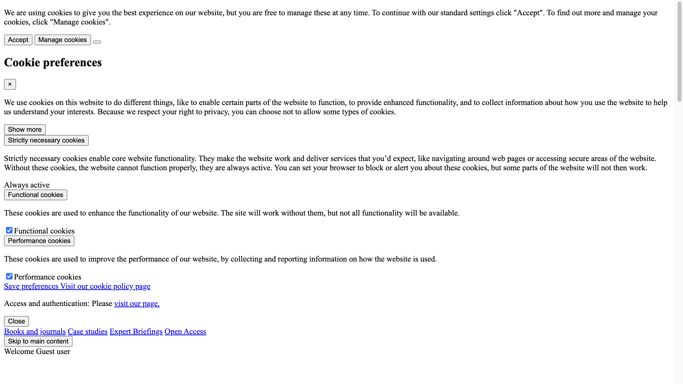 We are using cookies to give you the best experience on our website, but you are free to manage these at any time. To continue with our standard settings click "Accept". To find out more and manage your
cookies, click "Manage cookies".
Accept Manage cookies
Cookie preferences
×
We use cookies on this website to do different things, like to enable certain parts of the website to function, to provide enhanced functionality, and to collect information about how you use the website to help
us understand your interests. Because we respect your right to privacy, you can choose not to allow some types of cookies.
Show more
Strictly necessary cookies
Strictly necessary cookies enable core website functionality. They make the website work and deliver services that you’d expect, like navigating around web pages or accessing secure areas of the website.
Without these cookies, the website cannot function properly, they are always active. You can set your browser to block or alert you about these cookies, but some parts of the website will not then work.
Always active
Functional cookies
These cookies are used to enhance the functionality of our website. The site will work without them, but not all functionality will be available.
Functional cookies
Performance cookies
These cookies are used to improve the performance of our website, by collecting and reporting information on how the website is used.
Performance cookies
Save preferences Visit our cookie policy page
Access and authentication: Please visit our page.
Close
Books and journals Case studies Expert Briefings Open Access
Skip to main content
Welcome Guest user